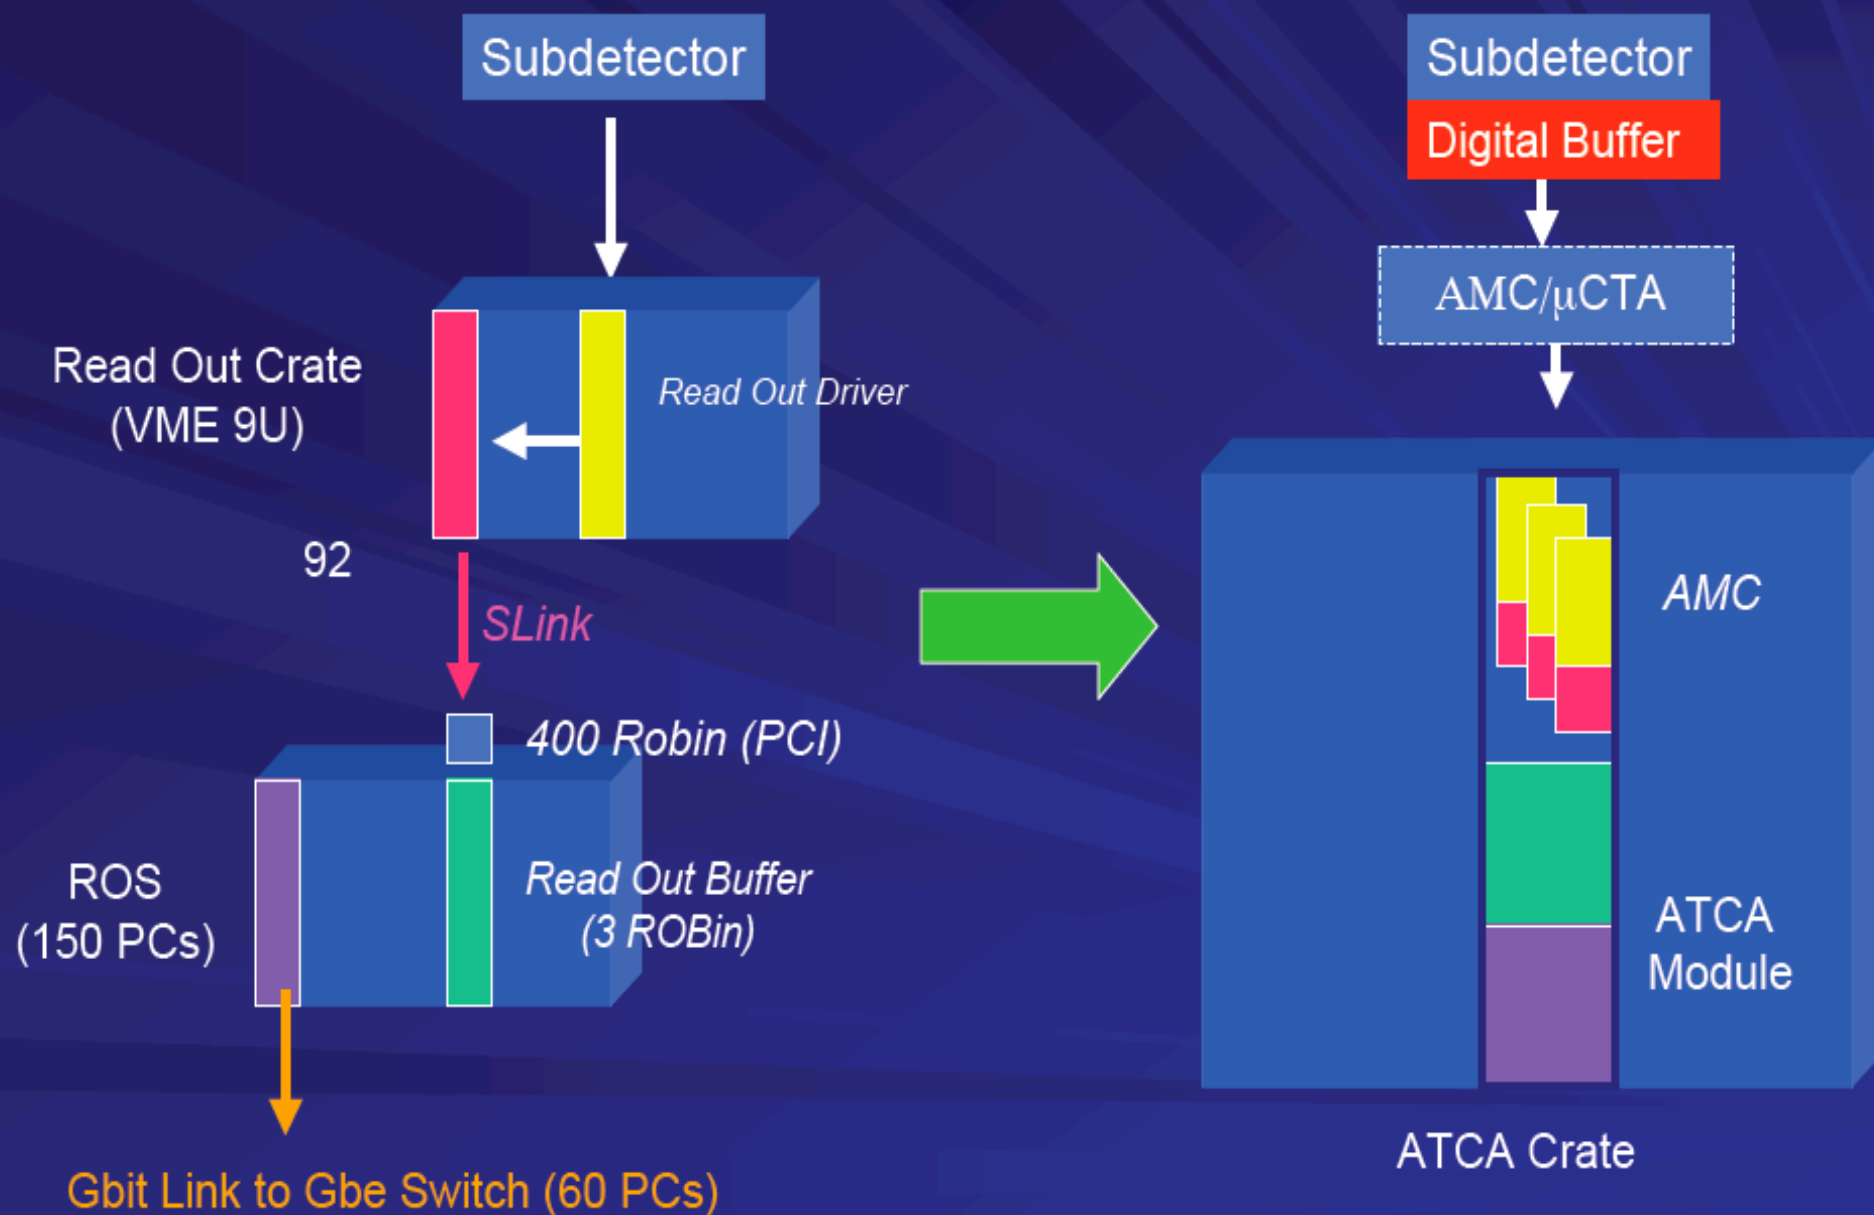 Subdetector
Read Out Crate
(VME 9U)
Read Out Driver
92
SLink
400 Robin (PCI)
ROS
(150 PCs)
Read Out Buffer
(3 ROBin)
Gbit Link to Gbe Switch (60 PCs)
Subdetector
Digital Buffer
AMC/μCTA
AMC
ATCA
Module
ATCA Crate